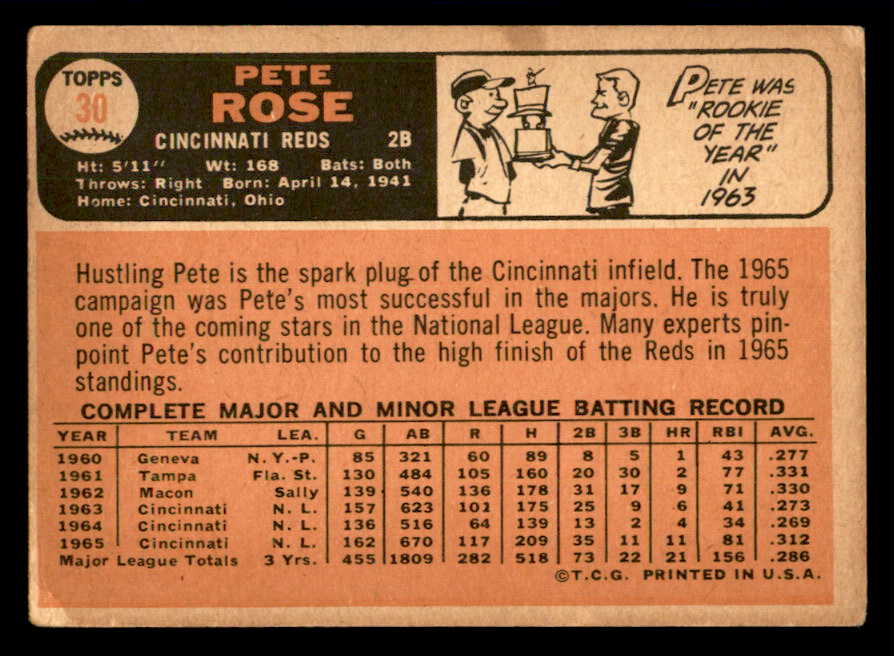 TOPPS
30
PETE
ROSE
CINCINNATI REDS 2B
Ht: 5'11" Wt: 168 Bats: Both
Throws: Right Born: April 14, 1941
Home: Cincinnati, Ohio
PETE WAS
"ROOKIE
OF THE
YEAR"
IN
1963
Hustling Pete is the spark plug of the Cincinnati infield. The 1965
campaign was Pete's most successful in the majors. He is truly
one of the coming stars in the National League. Many experts pin-
point Pete's contribution to the high finish of the Reds in 1965
standings.
COMPLETE MAJOR AND MINOR LEAGUE BATTING RECORD
YEAR TEAM LEA. G AB R H 2B 3B HR RBI AVG.
1960 Geneva N.Y.-P. 85 321 60 89 8 5 1 43 .277
1961 Tampa Fla. St. 130 484 105 160 20 30 2 77 .331
1962 Macon Sally 139 540 136 178 31 17 9 71 .330
1963 Cincinnati N. L. 157 623 101 175 25 9 6 41 .273
1964 Cincinnati N. L. 136 516 64 139 13 2 4 34 .269
1965 Cincinnati N. L. 162 670 117 209 35 11 11 81 .312
Major League Totals 3 Yrs. 455 1809 282 518 73 22 21 156 .286
©T.C.G. PRINTED IN U.S.A.